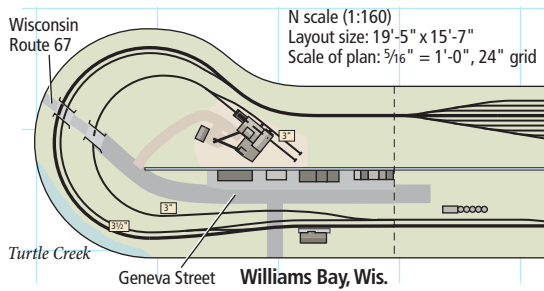 Wisconsin
Route 67
N scale (1:160)
Layout size: 19'-5" x 15'-7"
Scale of plan: 5/16" = 1'-0", 24" grid
3"
3"
3½"
Turtle Creek
Geneva Street
Williams Bay, Wis.